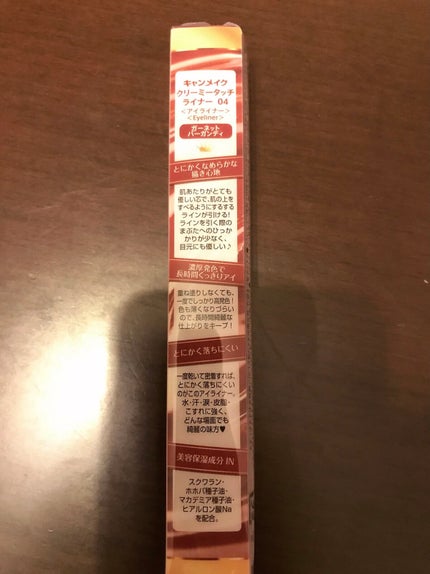 キャンメイク
クリーミータッチ
ライナー 04
＜アイライナー＞
＜Eyeliner＞
ガーネット
バーガンディ
とにかくなめらかな
描き心地
肌あたりがとても
優しい芯で、肌の上を
すべるようにするする
ラインが引ける!
ラインを引く際の
まぶたへのひっか
かりが少なく、
目元にも優しい♪
濃厚発色で
長時間くっきりアイ
重ね塗りしなくても、
一度でしっかり高発色!
色も薄くなりづらい
ので、長時間綺麗な
仕上がりをキープ!
とにかく落ちにくい
一度乾いて密着すれば、
とにかく落ちにくい
のがこのアイライナー。
水・汗・涙・皮脂・
こすれに強く、
どんな場面でも
綺麗の味方♥
美容保湿成分 IN
スクワラン・
ホホバ種子油・
マカデミア種子油・
ヒアルロン酸Na
を配合。